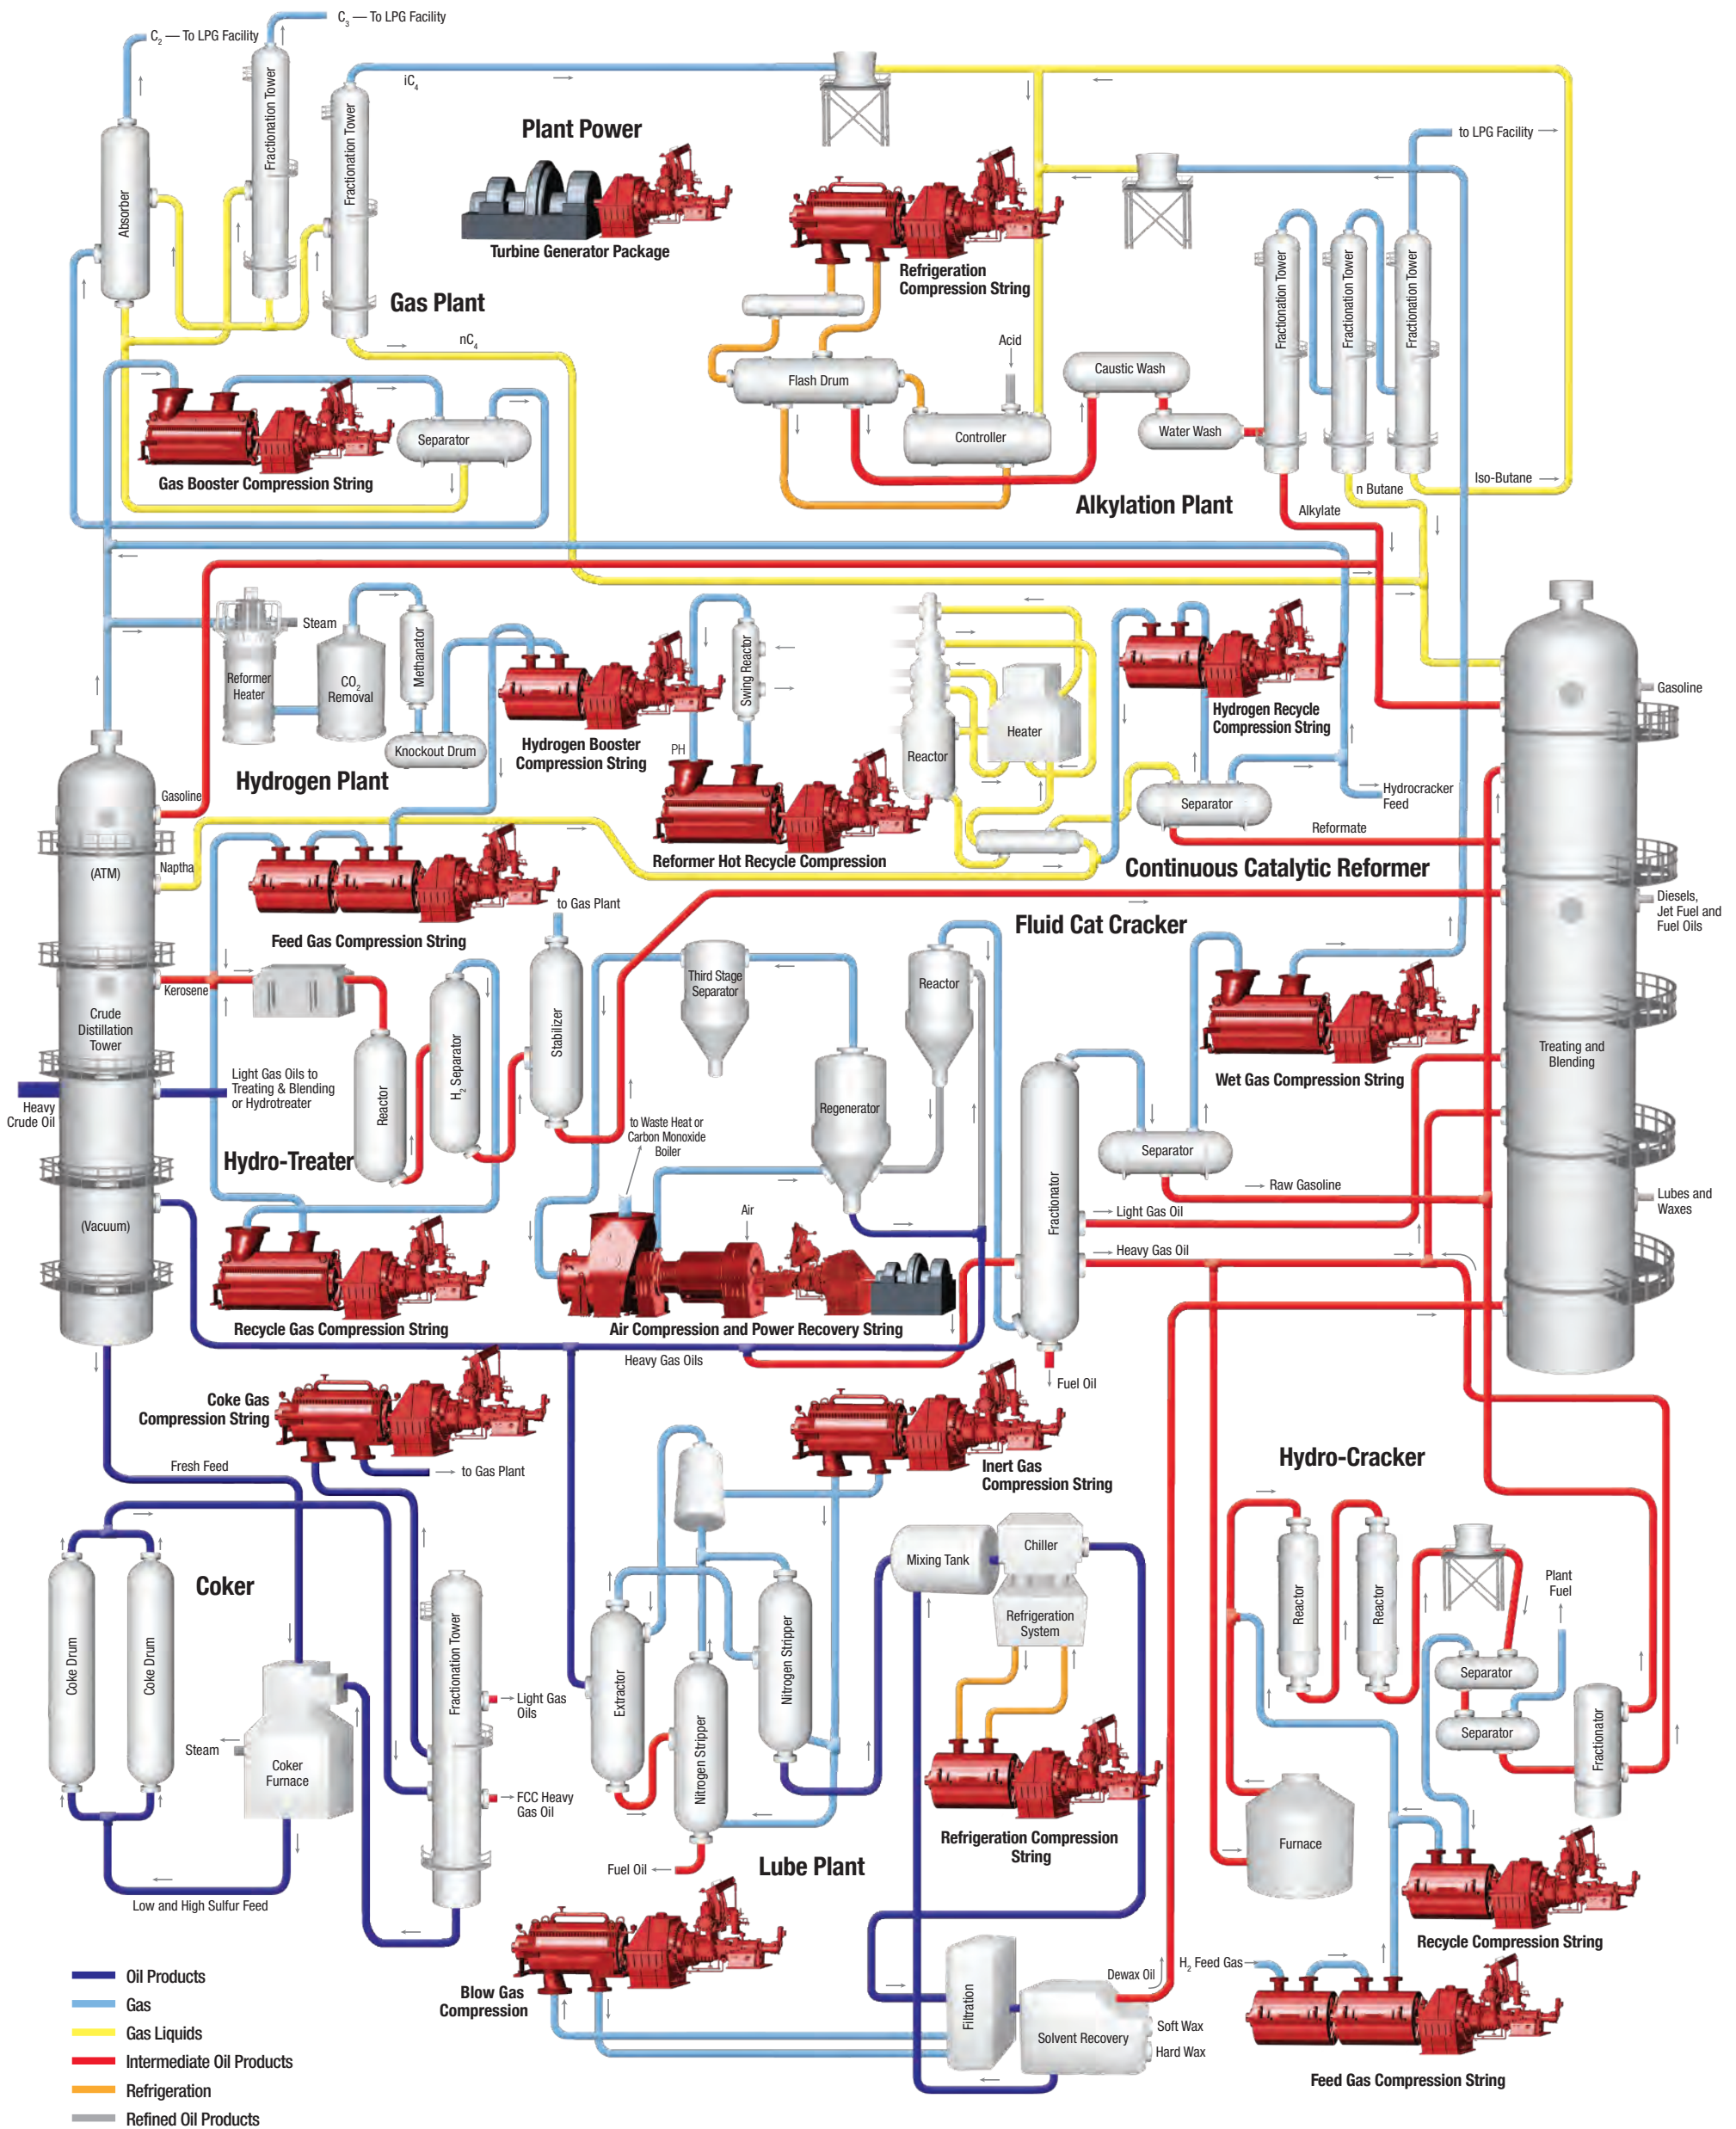 C3 — To LPG Facility
C2 — To LPG Facility
Absorber
Fractionation Tower
Fractionation Tower
iC4
Plant Power
Turbine Generator Package
Gas Plant
nC4
Gas Booster Compression String
Separator
Refrigeration
Compression String
Flash Drum
Acid
Controller
Caustic Wash
Water Wash
to LPG Facility
Fractionation Tower
Fractionation Tower
Fractionation Tower
Iso-Butane
n Butane
Alkylate
Alkylation Plant
Steam
Reformer
Heater
CO2
Removal
Methanator
Knockout Drum
Hydrogen Plant
Hydrogen Booster
Compression String
Swing Reactor
PH
Reformer Hot Recycle Compression
Reactor
Heater
Hydrogen Recycle
Compression String
Separator
Hydrocracker
Feed
Reformate
Continuous Catalytic Reformer
Gasoline
(ATM)
Naptha
Feed Gas Compression String
to Gas Plant
Kerosene
Crude
Distillation
Tower
Heavy
Crude Oil
Light Gas Oils to
Treating & Blending
or Hydrotreater
Reactor
H2 Separator
Stabilizer
Hydro-Treater
(Vacuum)
Recycle Gas Compression String
Fluid Cat Cracker
Third Stage
Separator
Reactor
Regenerator
to Waste Heat or
Carbon Monoxide
Boiler
Air
Air Compression and Power Recovery String
Heavy Gas Oils
Fractionator
Separator
Wet Gas Compression String
Raw Gasoline
Light Gas Oil
Heavy Gas Oil
Fuel Oil
Treating and
Blending
Gasoline
Diesels,
Jet Fuel and
Fuel Oils
Lubes and
Waxes
Coke Gas
Compression String
to Gas Plant
Fresh Feed
Coker
Coke Drum
Coke Drum
Steam
Coker
Furnace
Fractionation Tower
Light Gas
Oils
FCC Heavy
Gas Oil
Low and High Sulfur Feed
Inert Gas
Compression String
Extractor
Nitrogen Stripper
Nitrogen Stripper
Fuel Oil
Lube Plant
Mixing Tank
Chiller
Refrigeration
System
Refrigeration Compression
String
Blow Gas
Compression
Filtration
Dewax Oil
Solvent Recovery
Soft Wax
Hard Wax
Hydro-Cracker
Reactor
Reactor
Plant
Fuel
Separator
Separator
Fractionator
Furnace
Recycle Compression String
H2 Feed Gas
Feed Gas Compression String
Oil Products
Gas
Gas Liquids
Intermediate Oil Products
Refrigeration
Refined Oil Products